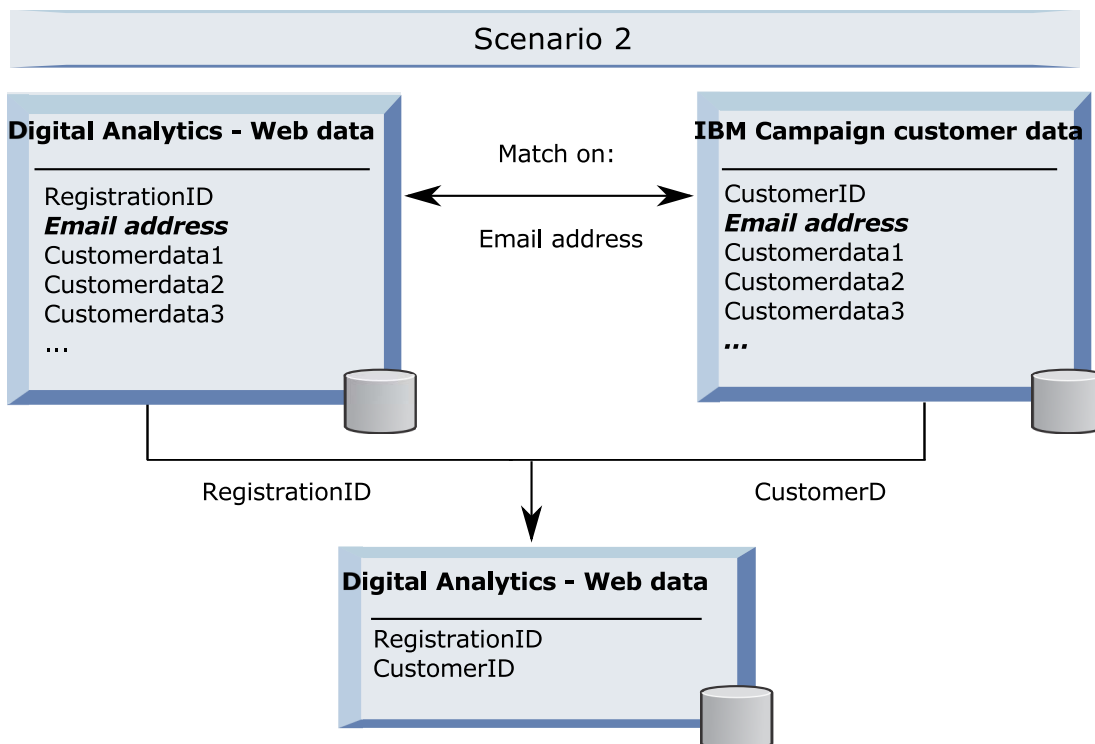 Scenario 2
Digital Analytics - Web data
RegistrationID
Email address
Customerdata1
Customerdata2
Customerdata3
...
Match on:
Email address
IBM Campaign customer data
CustomerID
Email address
Customerdata1
Customerdata2
Customerdata3
...
RegistrationID
CustomerD
Digital Analytics - Web data
RegistrationID
CustomerID